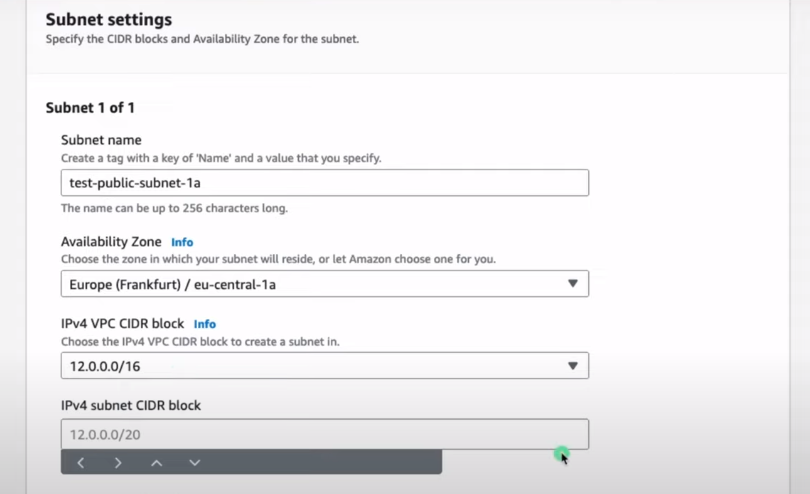 Subnet settings
Specify the CIDR blocks and Availability Zone for the subnet.
Subnet 1 of 1
Subnet name
Create a tag with a key of 'Name' and a value that you specify.
test-public-subnet-1a
The name can be up to 256 characters long.
Availability Zone Info
Choose the zone in which your subnet will reside, or let Amazon choose one for you.
Europe (Frankfurt) / eu-central-1a
IPv4 VPC CIDR block Info
Choose the IPv4 VPC CIDR block to create a subnet in.
12.0.0.0/16
IPv4 subnet CIDR block
12.0.0.0/20